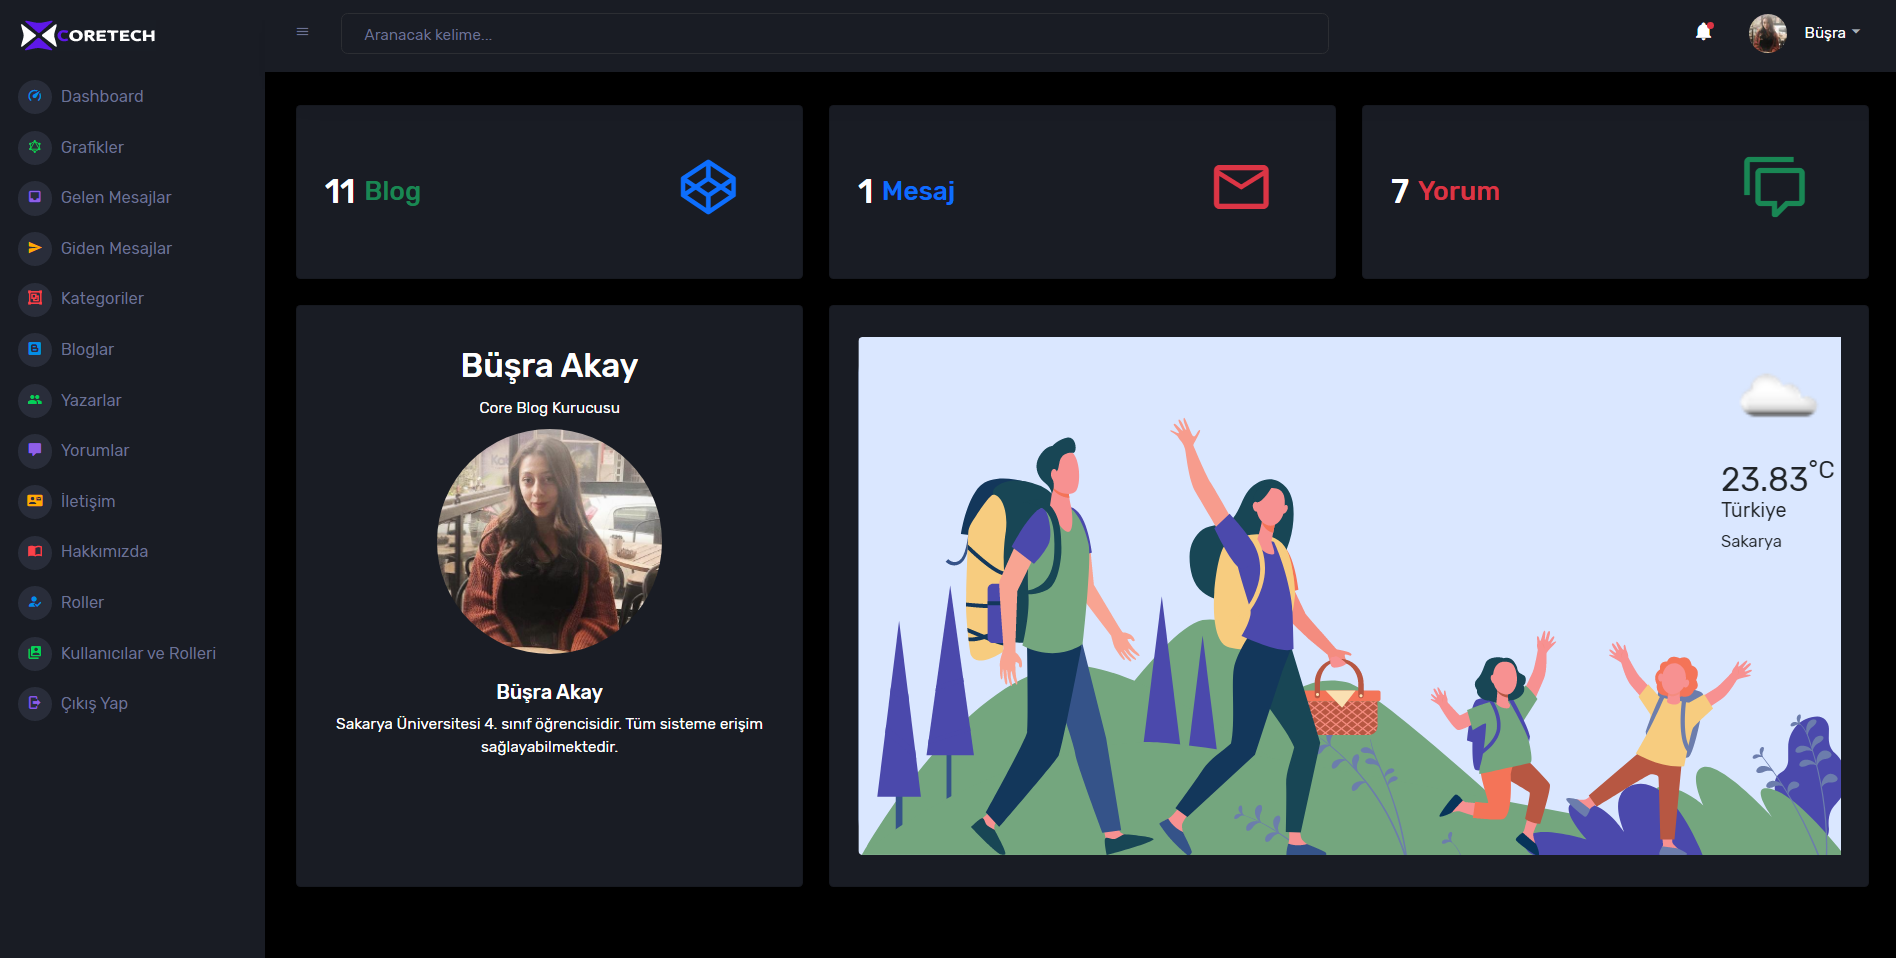 CORETECH
Aranacak kelime...
Büşra
Dashboard
Grafikler
Gelen Mesajlar
Giden Mesajlar
Kategoriler
Bloglar
Yazarlar
Yorumlar
İletişim
Hakkımızda
Roller
Kullanıcılar ve Rolleri
Çıkış Yap
11 Blog
1 Mesaj
7 Yorum
Büşra Akay
Core Blog Kurucusu
Büşra Akay
Sakarya Üniversitesi 4. sınıf öğrencisidir. Tüm sisteme erişim
sağlayabilmektedir.
23.83°C
Türkiye
Sakarya